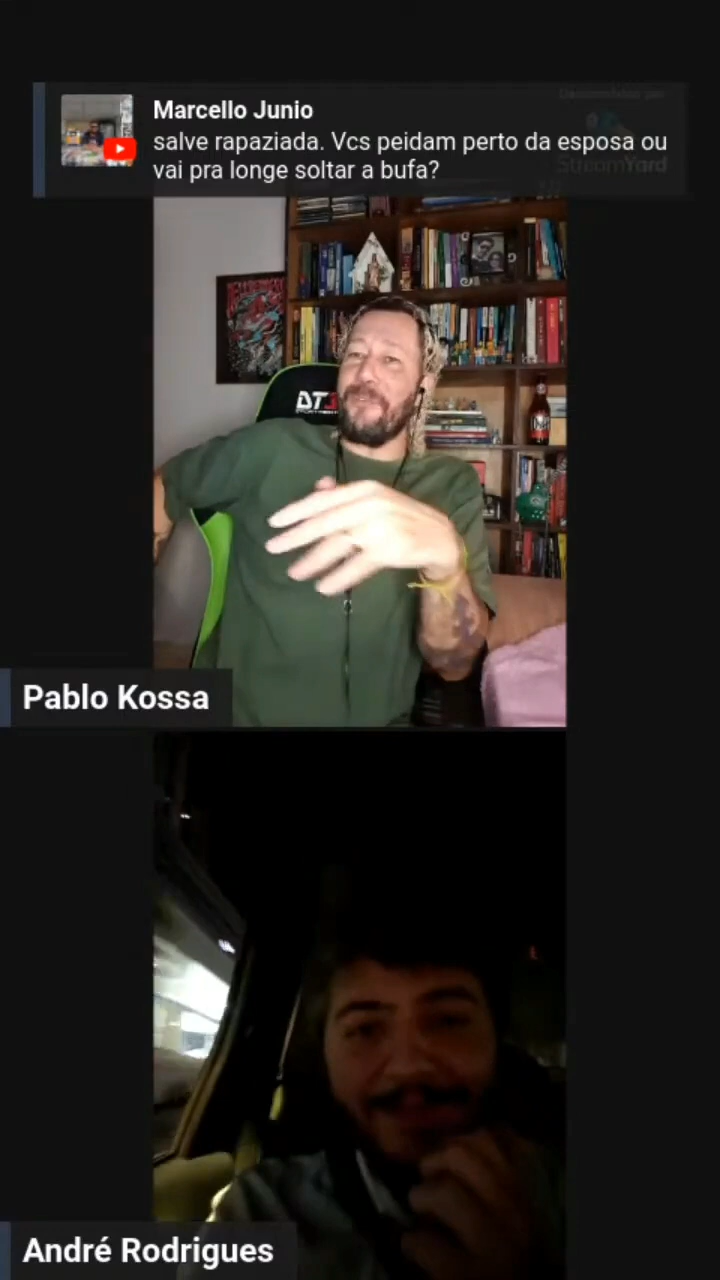 Marcello Junio
salve rapaziada. Vcs peidam perto da esposa ou
vai pra longe soltar a bufa?
StreamYard
Pablo Kossa
André Rodrigues